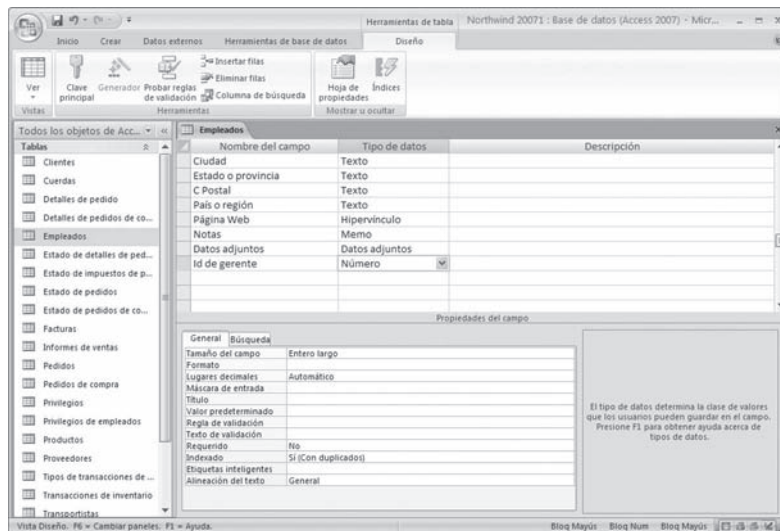 Herramientas de tabla Northwind 20071 : Base de datos (Access 2007) - Micr...
Inicio Crear Datos externos Herramientas de base de datos Diseño
Ver
Clave principal
Generador
Probar reglas de validación
Insertar filas
Eliminar filas
Columna de búsqueda
Hoja de propiedades
Índices
Vistas Herramientas Mostrar u ocultar
Todos los objetos de Acc...
Tablas
Clientes
Cuerdas
Detalles de pedido
Detalles de pedidos de co...
Empleados
Estado de detalles de ped...
Estado de impuestos de p...
Estado de pedidos
Estado de pedidos de co...
Facturas
Informes de ventas
Pedidos
Pedidos de compra
Privilegios
Privilegios de empleados
Productos
Proveedores
Tipos de transacciones de ...
Transacciones de inventario
Transportistas
Empleados
Nombre del campo Tipo de datos Descripción
Ciudad Texto
Estado o provincia Texto
C Postal Texto
País o región Texto
Página Web Hipervínculo
Notas Memo
Datos adjuntos Datos adjuntos
Id de gerente Número
Propiedades del campo
General Búsqueda
Tamaño del campo Entero largo
Formato
Lugares decimales Automático
Máscara de entrada
Título
Valor predeterminado
Regla de validación
Texto de validación
Requerido No
Indexado Sí (Con duplicados)
Etiquetas inteligentes
Alineación del texto General
El tipo de datos determina la clase de valores
que los usuarios pueden guardar en el campo.
Presione F1 para obtener ayuda acerca de
tipos de datos.
Vista Diseño. F6 = Cambiar paneles. F1 = Ayuda. Bloq Mayús Bloq Num Bloq Mayús